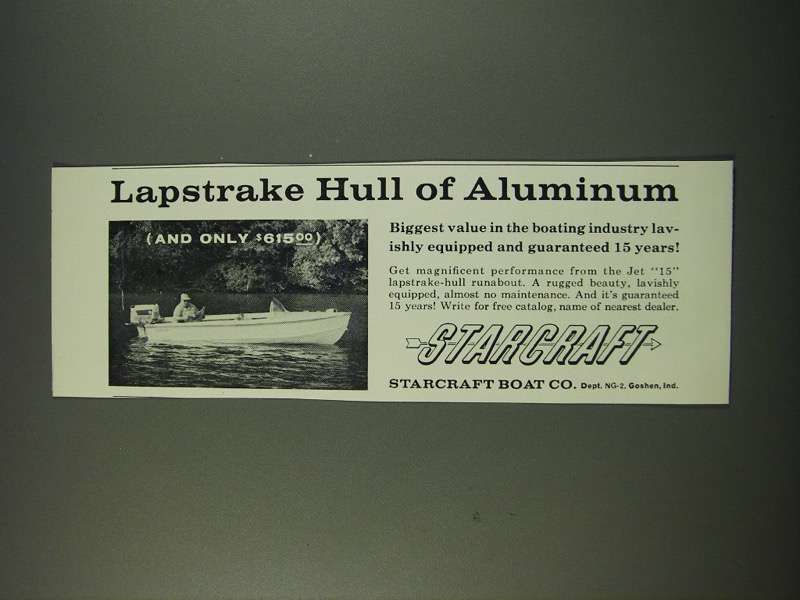 Lapstrake Hull of Aluminum
(AND ONLY $615.00)
Biggest value in the boating industry lav-
ishly equipped and guaranteed 15 years!
Get magnificent performance from the Jet "15"
lapstrake-hull runabout. A rugged beauty, lavishly
equipped, almost no maintenance. And it's guaranteed
15 years! Write for free catalog, name of nearest dealer.
STARCRAFT
STARCRAFT BOAT CO. Dept. NG-2, Goshen, Ind.